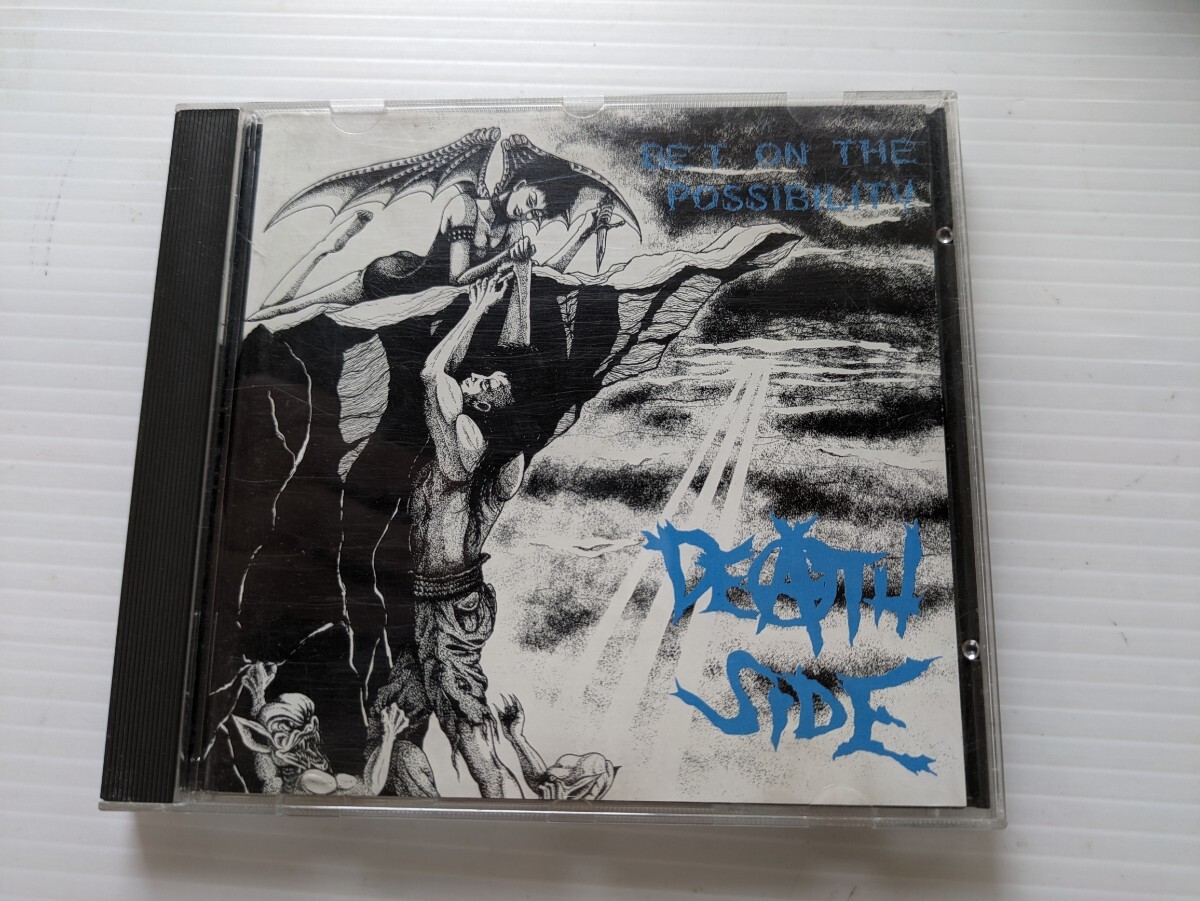 BET ON THE
POSSIBILITY
DEATH
SIDE